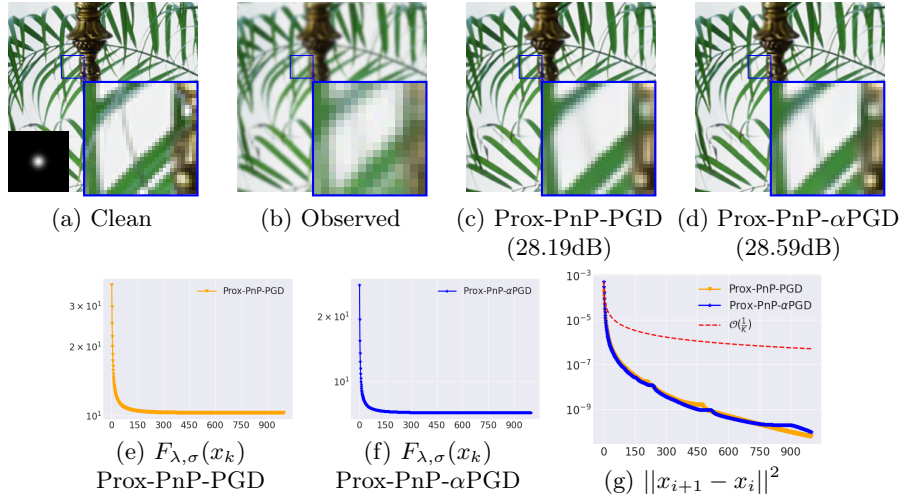 (a) Clean
(b) Observed
(c) Prox-PnP-PGD
(28.19dB)
(d) Prox-PnP-αPGD
(28.59dB)
Prox-PnP-PGD
3 × 10¹
2 × 10¹
10¹
0 150 300 450 600 750 900
(e) F_{λ,σ}(x_k)
Prox-PnP-PGD
Prox-PnP-αPGD
2 × 10¹
10¹
0 150 300 450 600 750 900
(f) F_{λ,σ}(x_k)
Prox-PnP-αPGD
Prox-PnP-PGD
Prox-PnP-αPGD
𝒪(1/K)
10⁻³
10⁻⁵
10⁻⁷
10⁻⁹
0 150 300 450 600 750 900
(g) ||x_{i+1} − x_i||²